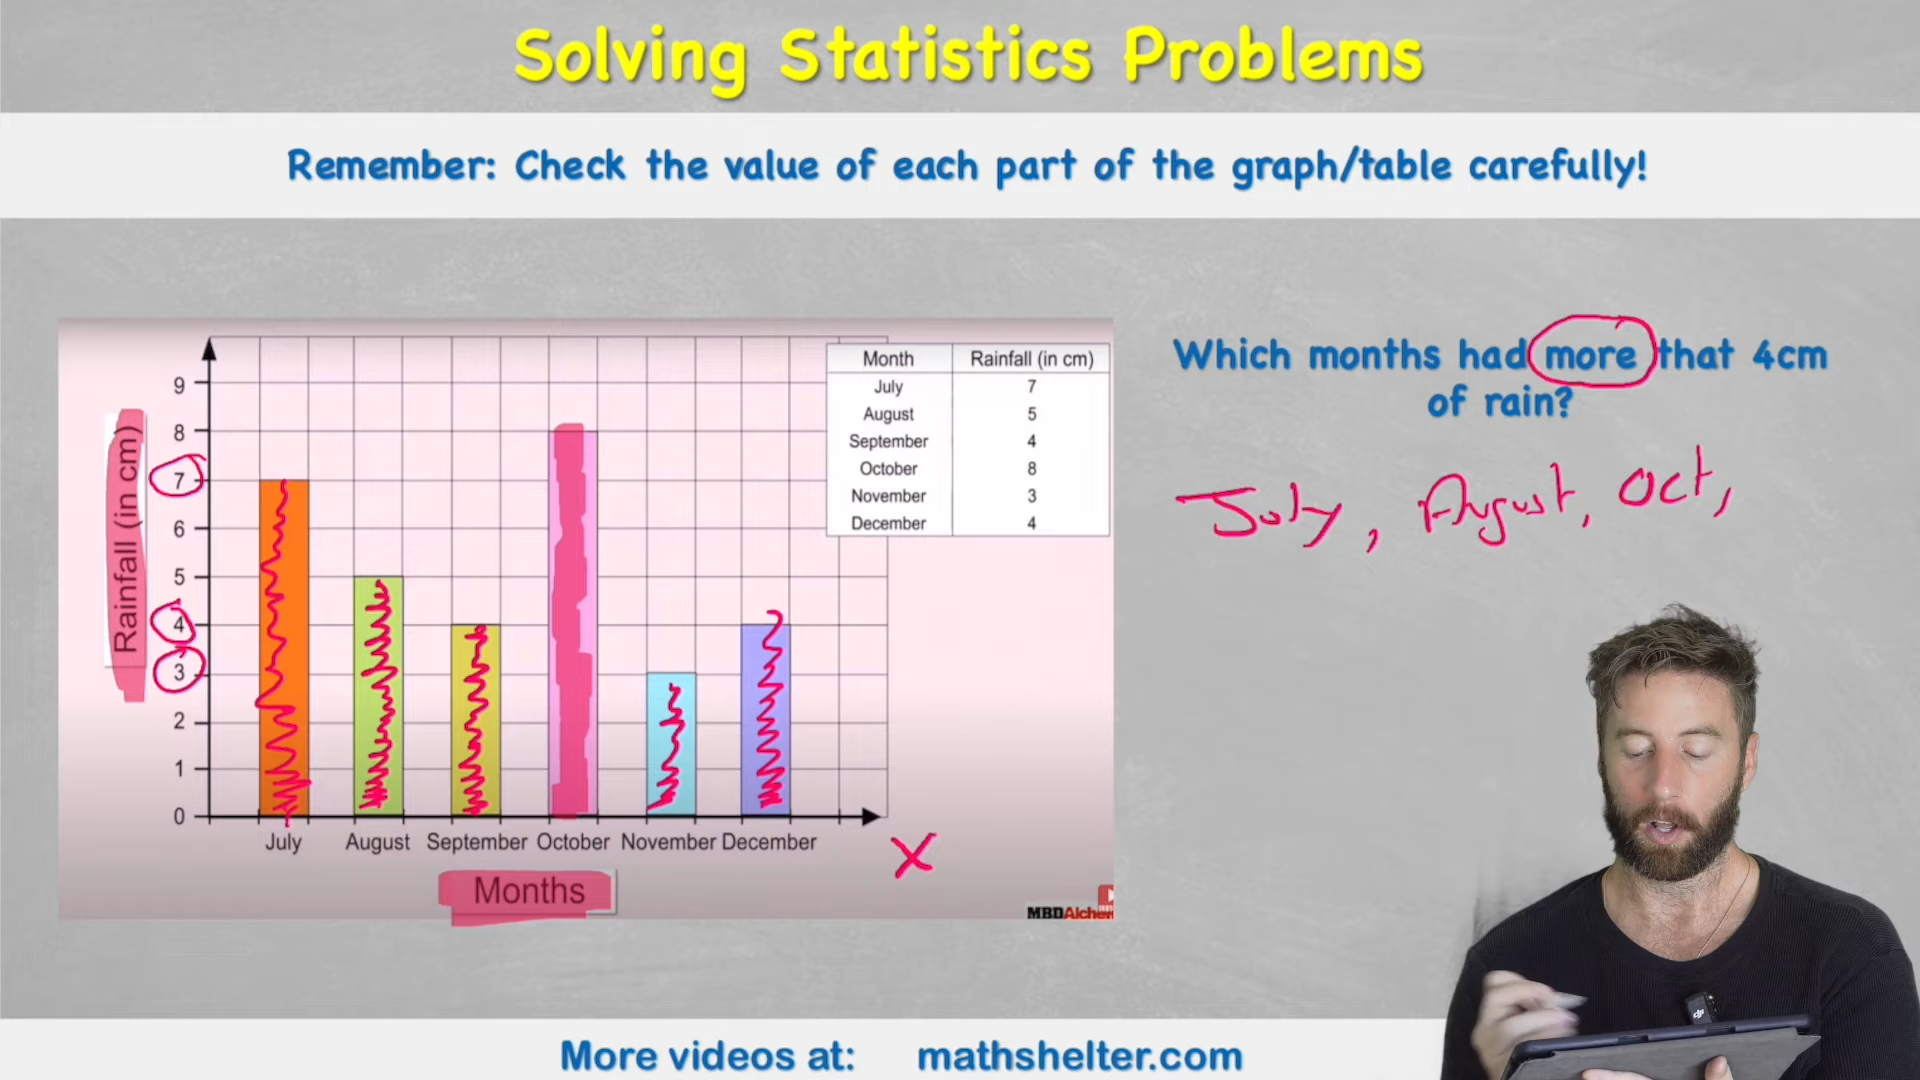 Solving Statistics Problems
Remember: Check the value of each part of the graph/table carefully!
Which months had more that 4cm
of rain?
July, August, Oct,
Rainfall (in cm)
9
8
7
6
5
4
3
2
1
0
July August September October November December
Months
X
Month Rainfall (in cm)
July 7
August 5
September 4
October 8
November 3
December 4
MBDAlchem
dji
More videos at: mathshelter.com